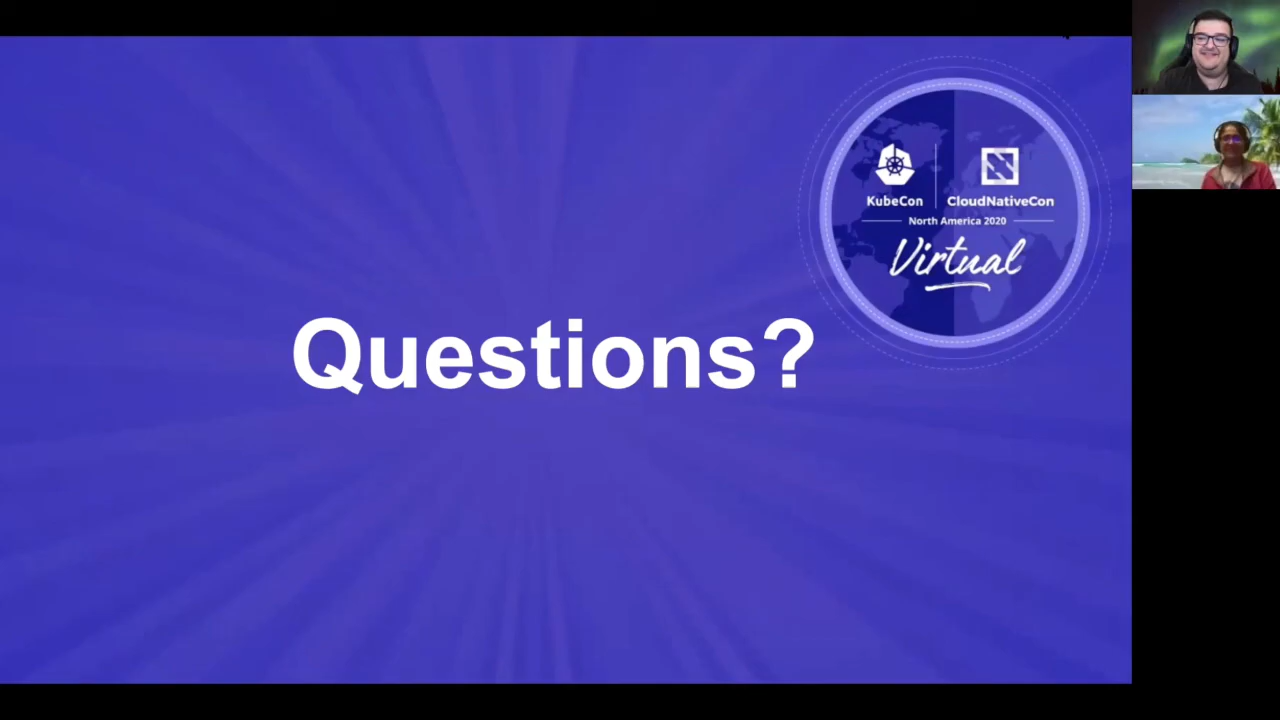 KubeCon
CloudNativeCon
North America 2020
Virtual
Questions?